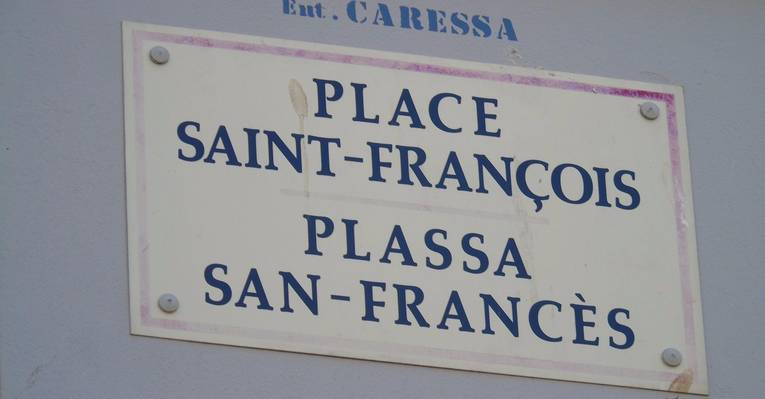 Ent. CARESSA
PLACE
SAINT-FRANÇOIS
PLASSA
SAN-FRANCÈS